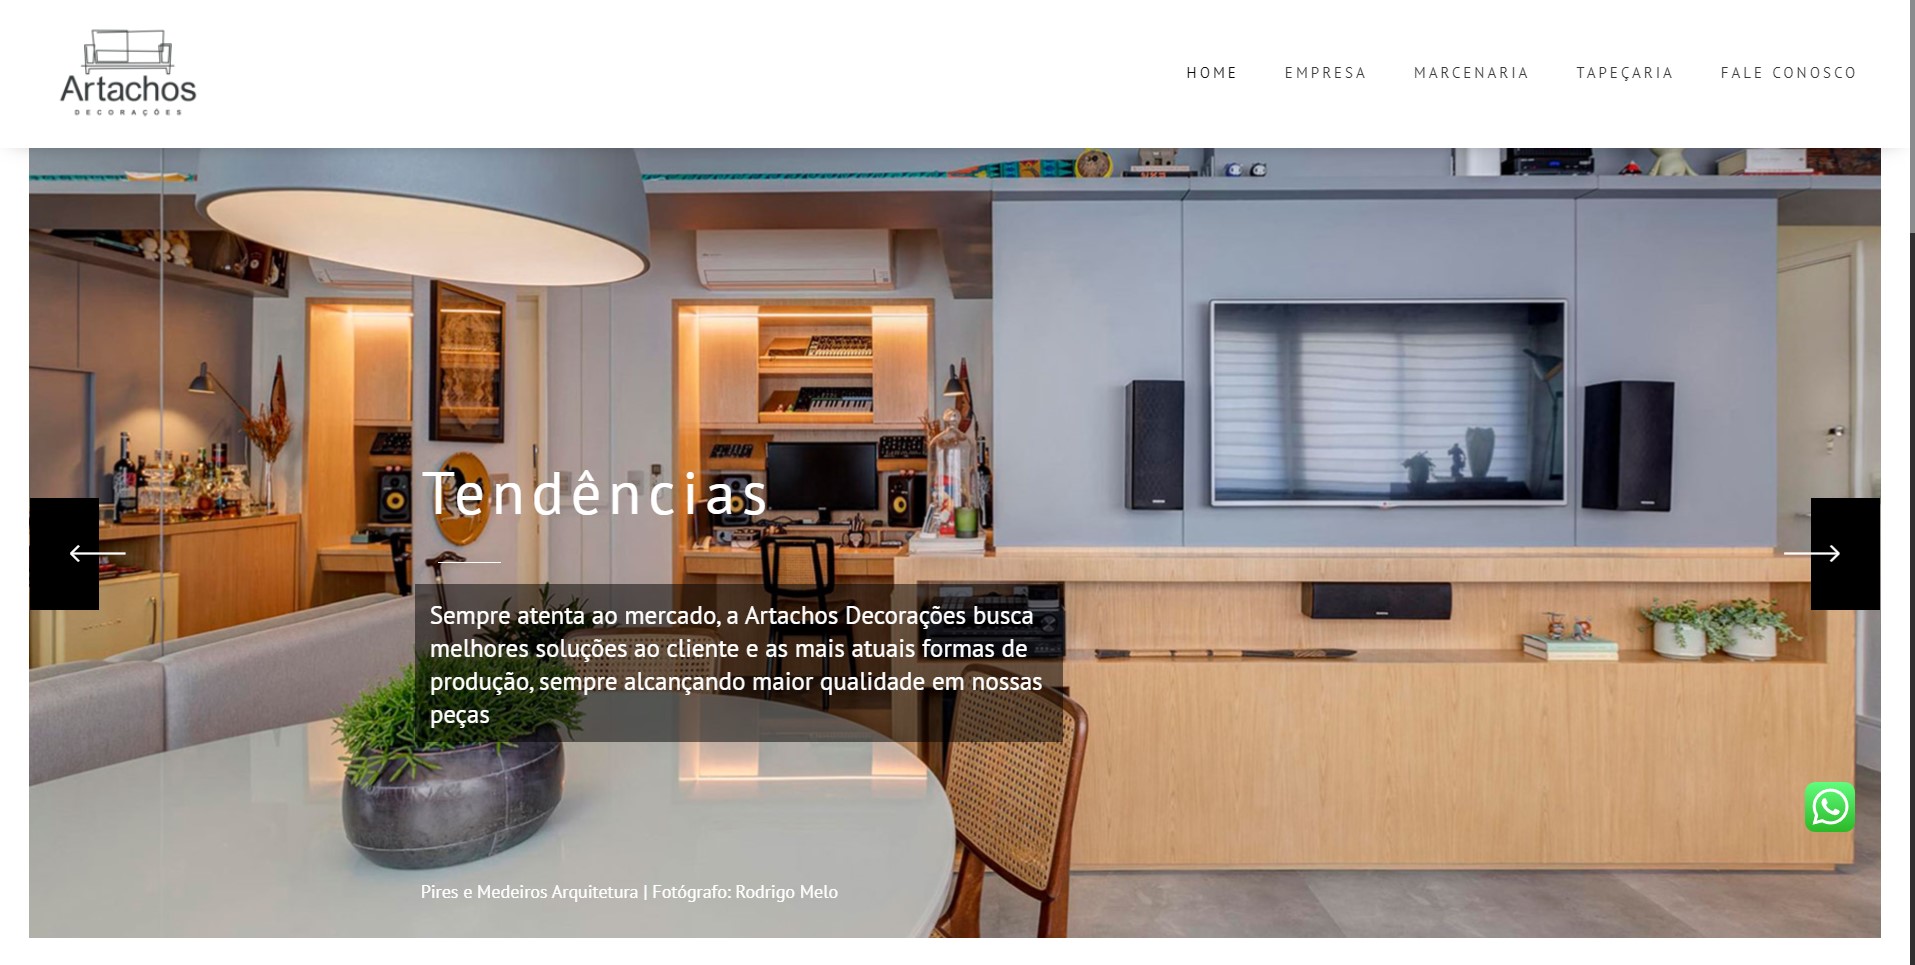 Artachos
DECORAÇÕES
HOME
EMPRESA
MARCENARIA
TAPEÇARIA
FALE CONOSCO
Tendências
Sempre atenta ao mercado, a Artachos Decorações busca
melhores soluções ao cliente e as mais atuais formas de
produção, sempre alcançando maior qualidade em nossas
peças
Pires e Medeiros Arquitetura | Fotógrafo: Rodrigo Melo